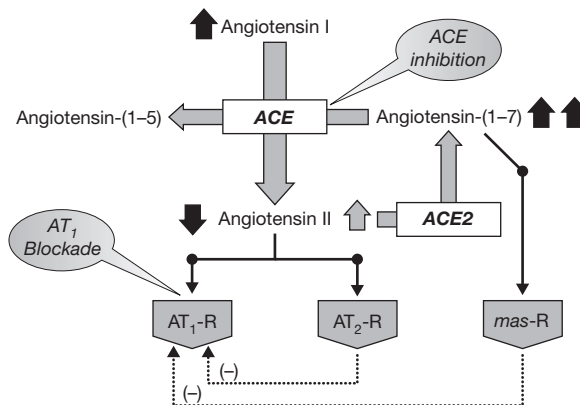 Angiotensin I
ACE
inhibition
Angiotensin-(1–5)
ACE
Angiotensin-(1–7)
Angiotensin II
ACE2
AT1
Blockade
AT1-R
AT2-R
mas-R
(–)
(–)